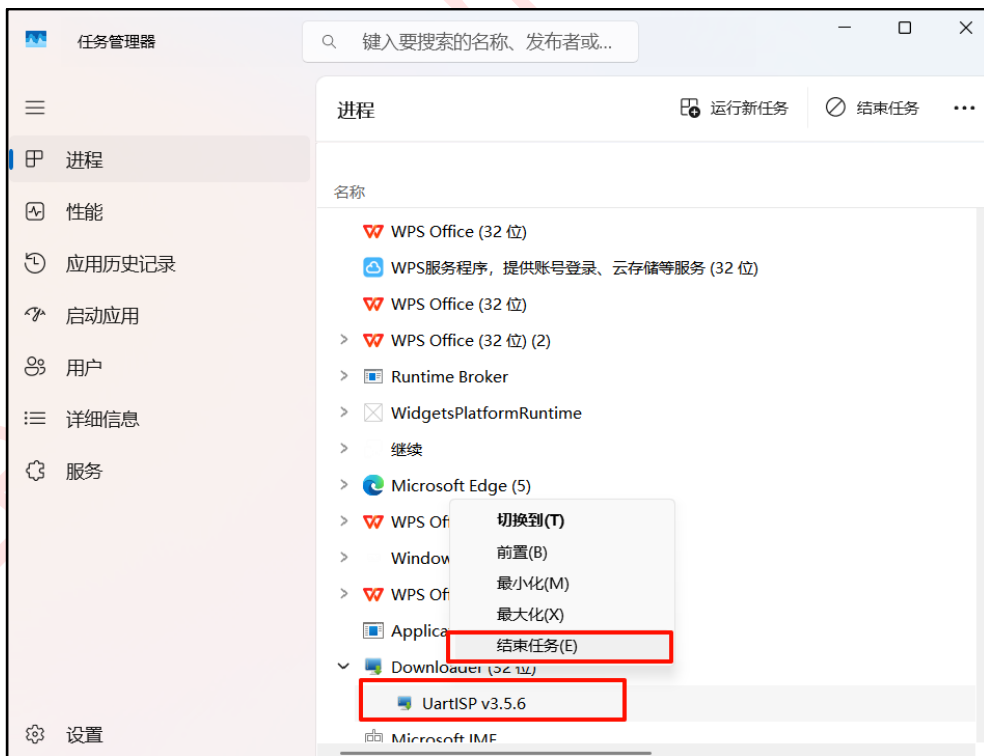 任务管理器
键入要搜索的名称、发布者或...
进程
运行新任务
结束任务
进程
性能
应用历史记录
启动应用
用户
详细信息
服务
设置
名称
WPS Office (32 位)
WPS服务程序，提供账号登录、云存储等服务 (32 位)
WPS Office (32 位)
WPS Office (32 位) (2)
Runtime Broker
WidgetsPlatformRuntime
继续
Microsoft Edge (5)
WPS Off
Window
WPS Off
Applica
Downloader (32 位)
UartISP v3.5.6
Microsoft IME
切换到(T)
前置(B)
最小化(M)
最大化(X)
结束任务(E)